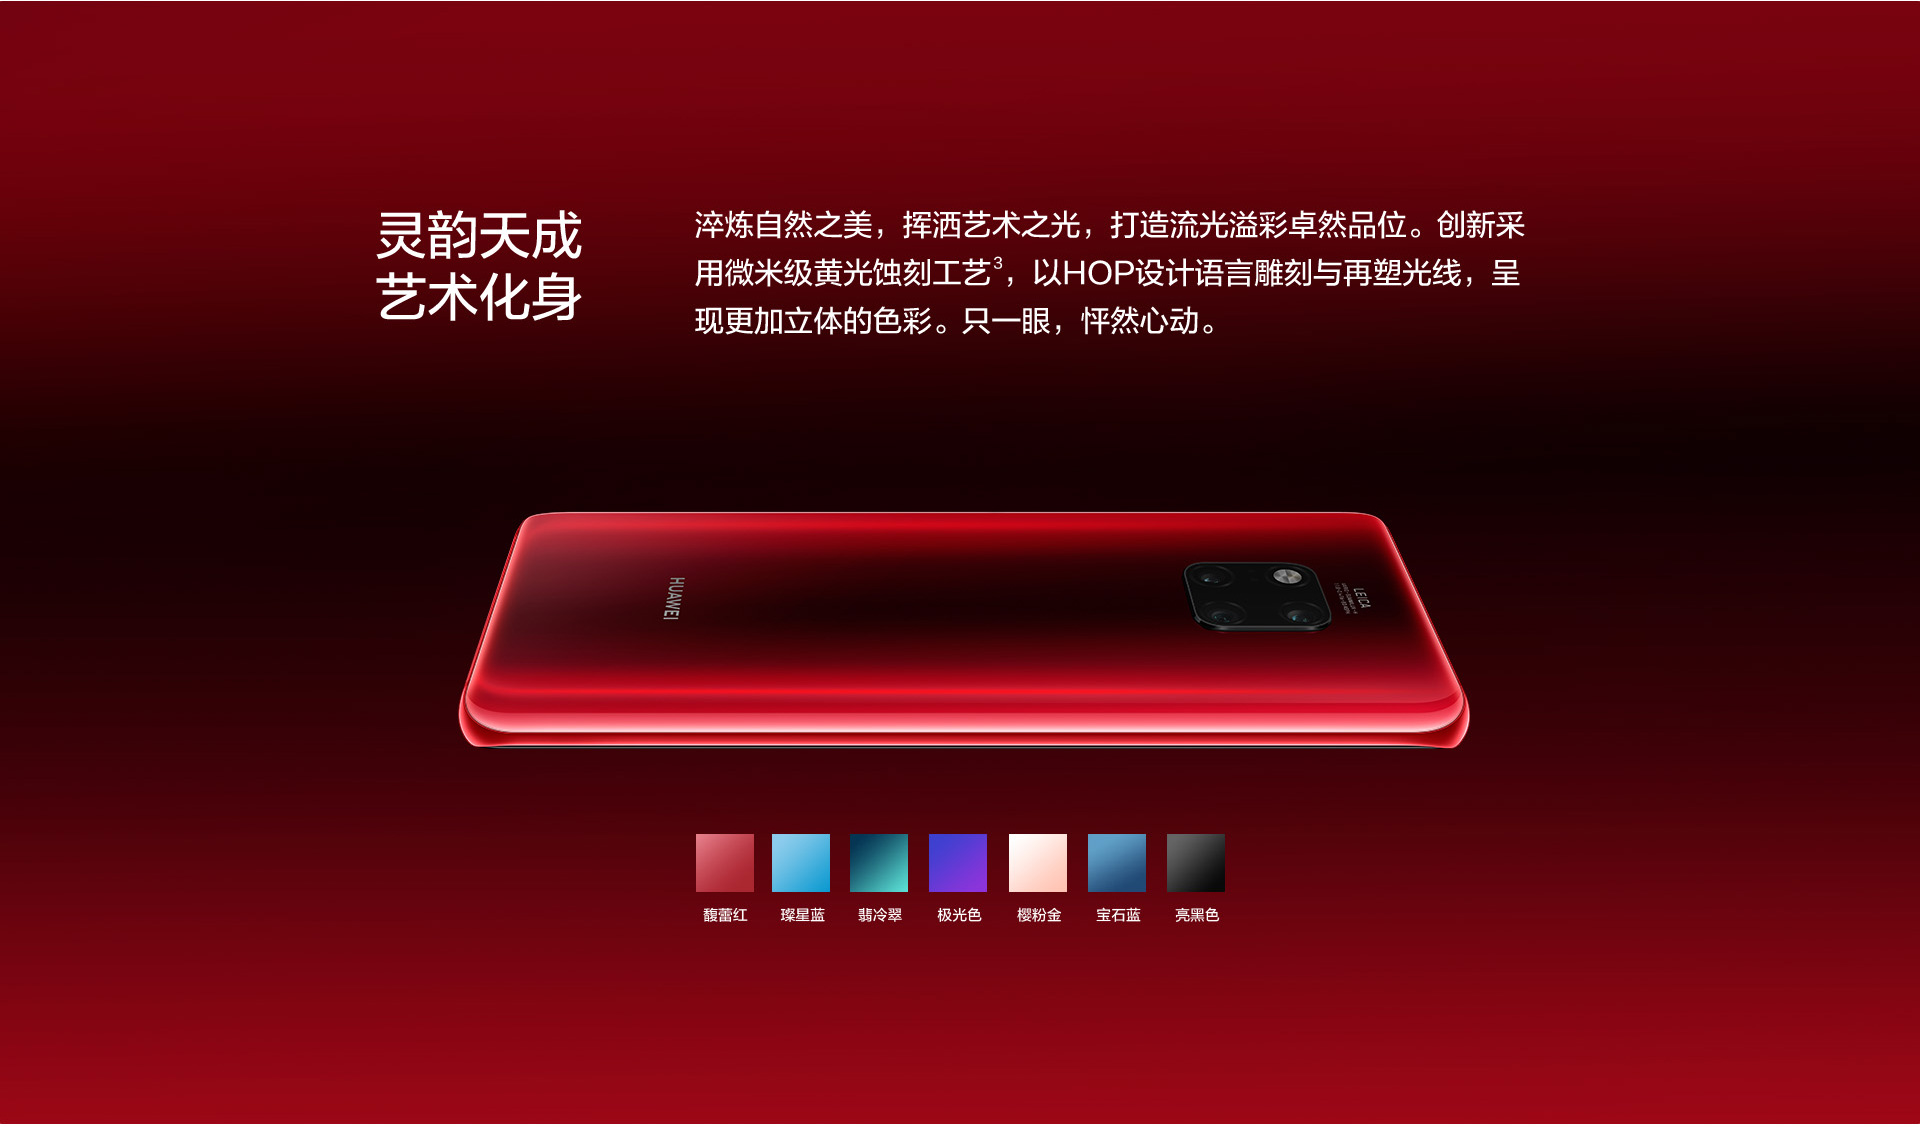 灵韵天成
艺术化身
淬炼自然之美，挥洒艺术之光，打造流光溢彩卓然品位。创新采
用微米级黄光蚀刻工艺3，以HOP设计语言雕刻与再塑光线，呈
现更加立体的色彩。只一眼，怦然心动。
HUAWEI
LEICA
馥蕾红
璨星蓝
翡冷翠
极光色
樱粉金
宝石蓝
亮黑色